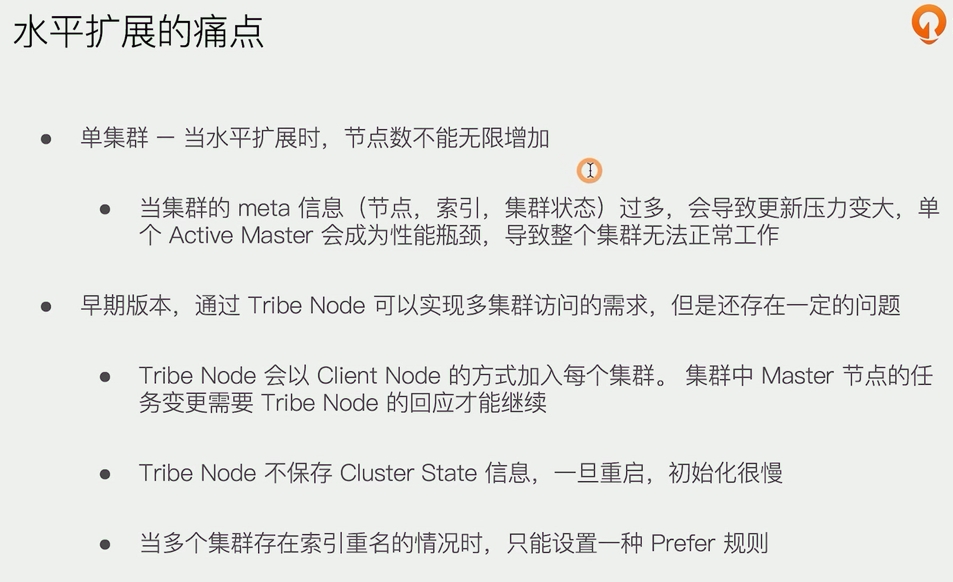 水平扩展的痛点
单集群 － 当水平扩展时，节点数不能无限增加
当集群的 meta 信息（节点，索引，集群状态）过多，会导致更新压力变大，单
个 Active Master 会成为性能瓶颈，导致整个集群无法正常工作
早期版本，通过 Tribe Node 可以实现多集群访问的需求，但是还存在一定的问题
Tribe Node 会以 Client Node 的方式加入每个集群。 集群中 Master 节点的任
务变更需要 Tribe Node 的回应才能继续
Tribe Node 不保存 Cluster State 信息，一旦重启，初始化很慢
当多个集群存在索引重名的情况时，只能设置一种 Prefer 规则